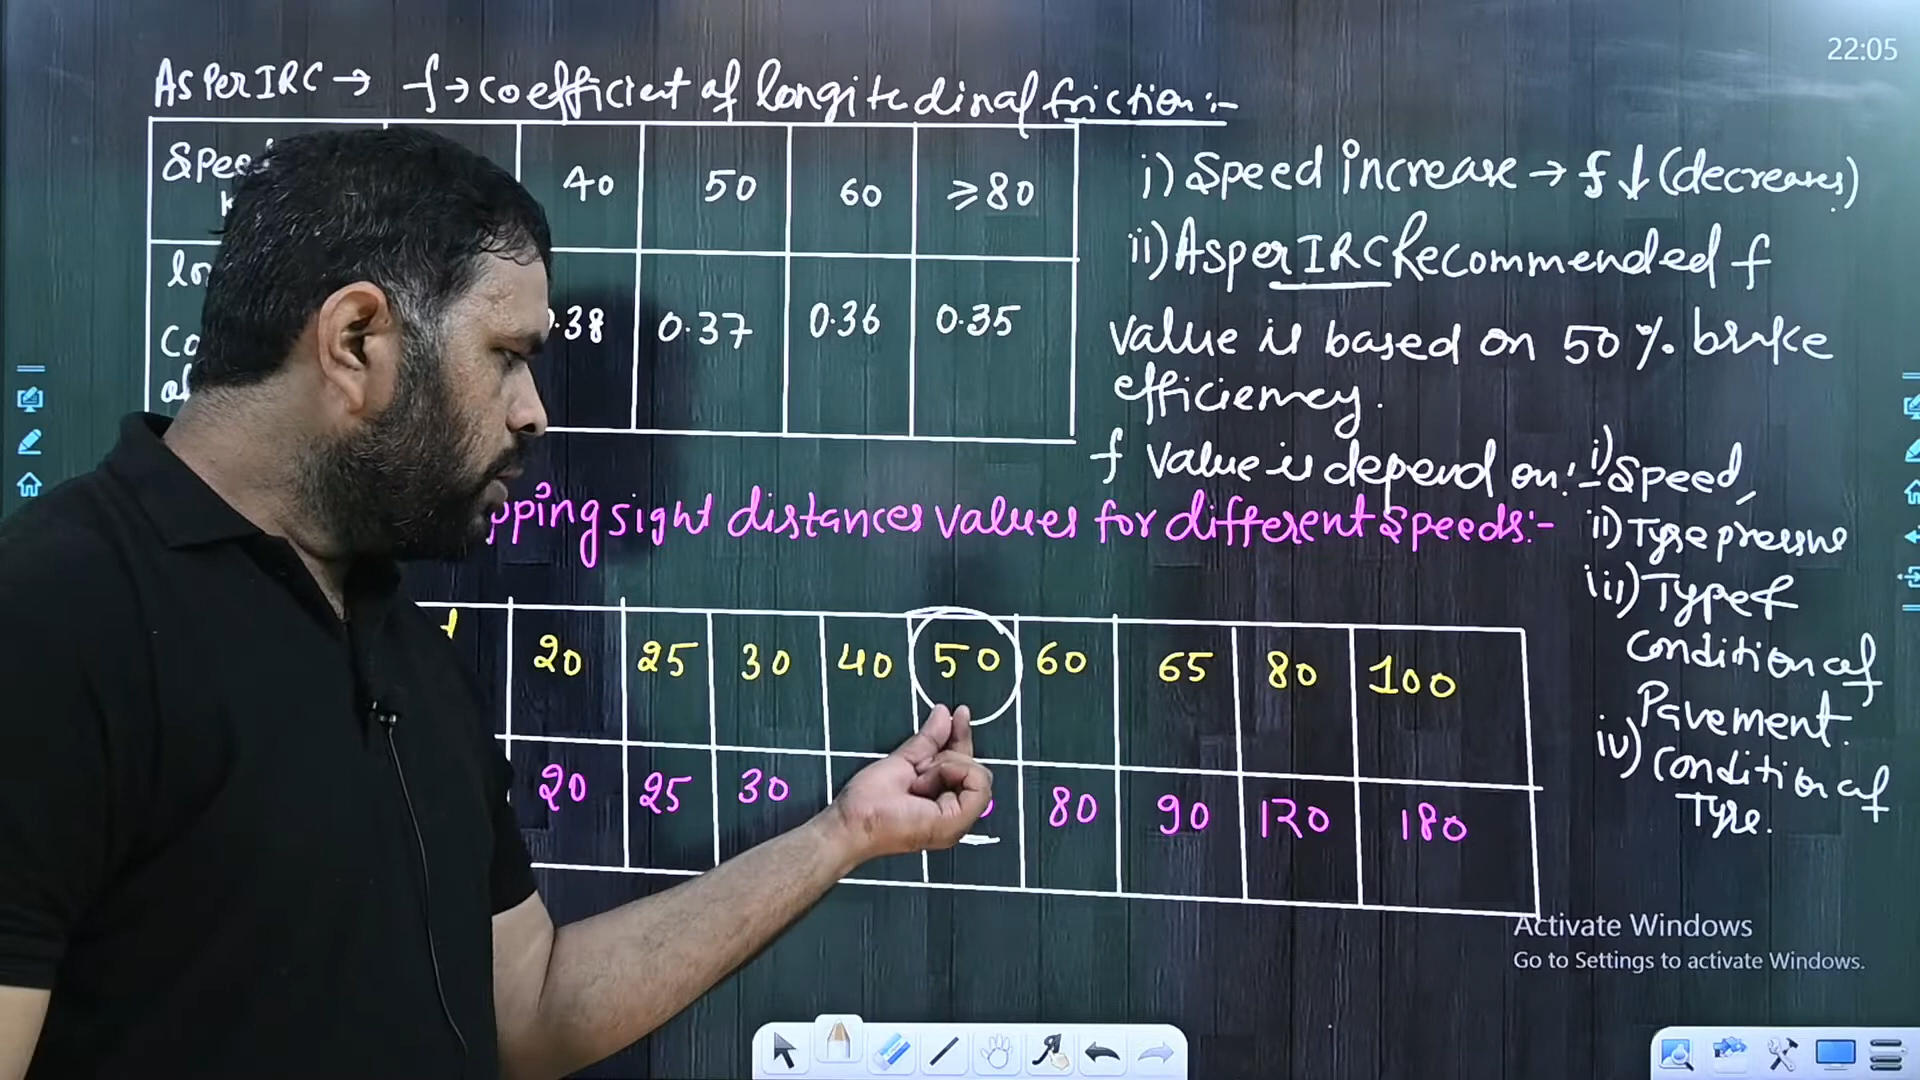 22:05
As Per IRC → f → coefficient of longitudinal friction :-
40 50 60 ≥80
.38 0.37 0.36 0.35
i) Speed increase → f ↓ (decreases)
ii) As per IRC Recommended f
value is based on 50 % brake
efficiency.
f value is depend on :- i) Speed,
ii) Tyre pressure
iii) Type &
condition of
Pavement.
iv) Condition of
Tyre.
pping sight distances values for different speeds :-
20 25 30 40 50 60 65 80 100
20 25 30 80 90 120 180
Activate Windows
Go to Settings to activate Windows.